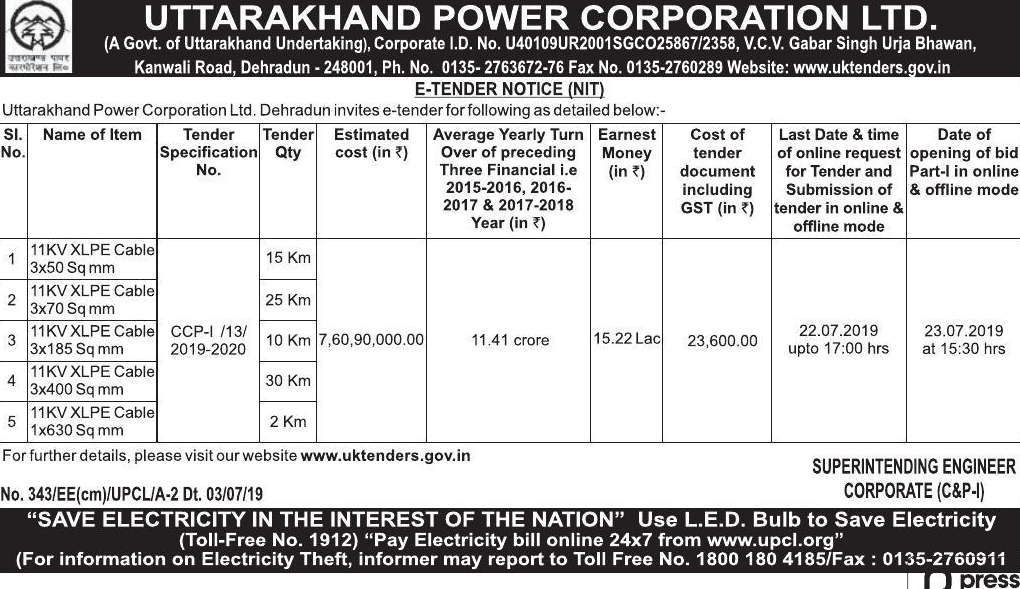 उत्तराखण्ड पावर
कारपोरेशन लि०
UTTARAKHAND POWER CORPORATION LTD.
(A Govt. of Uttarakhand Undertaking), Corporate I.D. No. U40109UR2001SGCO25867/2358, V.C.V. Gabar Singh Urja Bhawan,
Kanwali Road, Dehradun - 248001, Ph. No. 0135- 2763672-76 Fax No. 0135-2760289 Website: www.uktenders.gov.in
E-TENDER NOTICE (NIT)
Uttarakhand Power Corporation Ltd. Dehradun invites e-tender for following as detailed below:-
Sl. No. Name of Item Tender Specification No. Tender Qty Estimated cost (in ₹) Average Yearly Turn Over of preceding Three Financial i.e 2015-2016, 2016-2017 & 2017-2018 Year (in ₹) Earnest Money (in ₹) Cost of tender document including GST (in ₹) Last Date & time of online request for Tender and Submission of tender in online & offline mode Date of opening of bid Part-I in online & offline mode
1 11KV XLPE Cable 3x50 Sq mm 15 Km
2 11KV XLPE Cable 3x70 Sq mm 25 Km
3 11KV XLPE Cable 3x185 Sq mm CCP-I /13/ 2019-2020 10 Km 7,60,90,000.00 11.41 crore 15.22 Lac 23,600.00 22.07.2019 upto 17:00 hrs 23.07.2019 at 15:30 hrs
4 11KV XLPE Cable 3x400 Sq mm 30 Km
5 11KV XLPE Cable 1x630 Sq mm 2 Km
For further details, please visit our website www.uktenders.gov.in
SUPERINTENDING ENGINEER
CORPORATE (C&P-I)
No. 343/EE(cm)/UPCL/A-2 Dt. 03/07/19
“SAVE ELECTRICITY IN THE INTEREST OF THE NATION” Use L.E.D. Bulb to Save Electricity
(Toll-Free No. 1912) “Pay Electricity bill online 24x7 from www.upcl.org”
(For information on Electricity Theft, informer may report to Toll Free No. 1800 180 4185/Fax : 0135-2760911
press